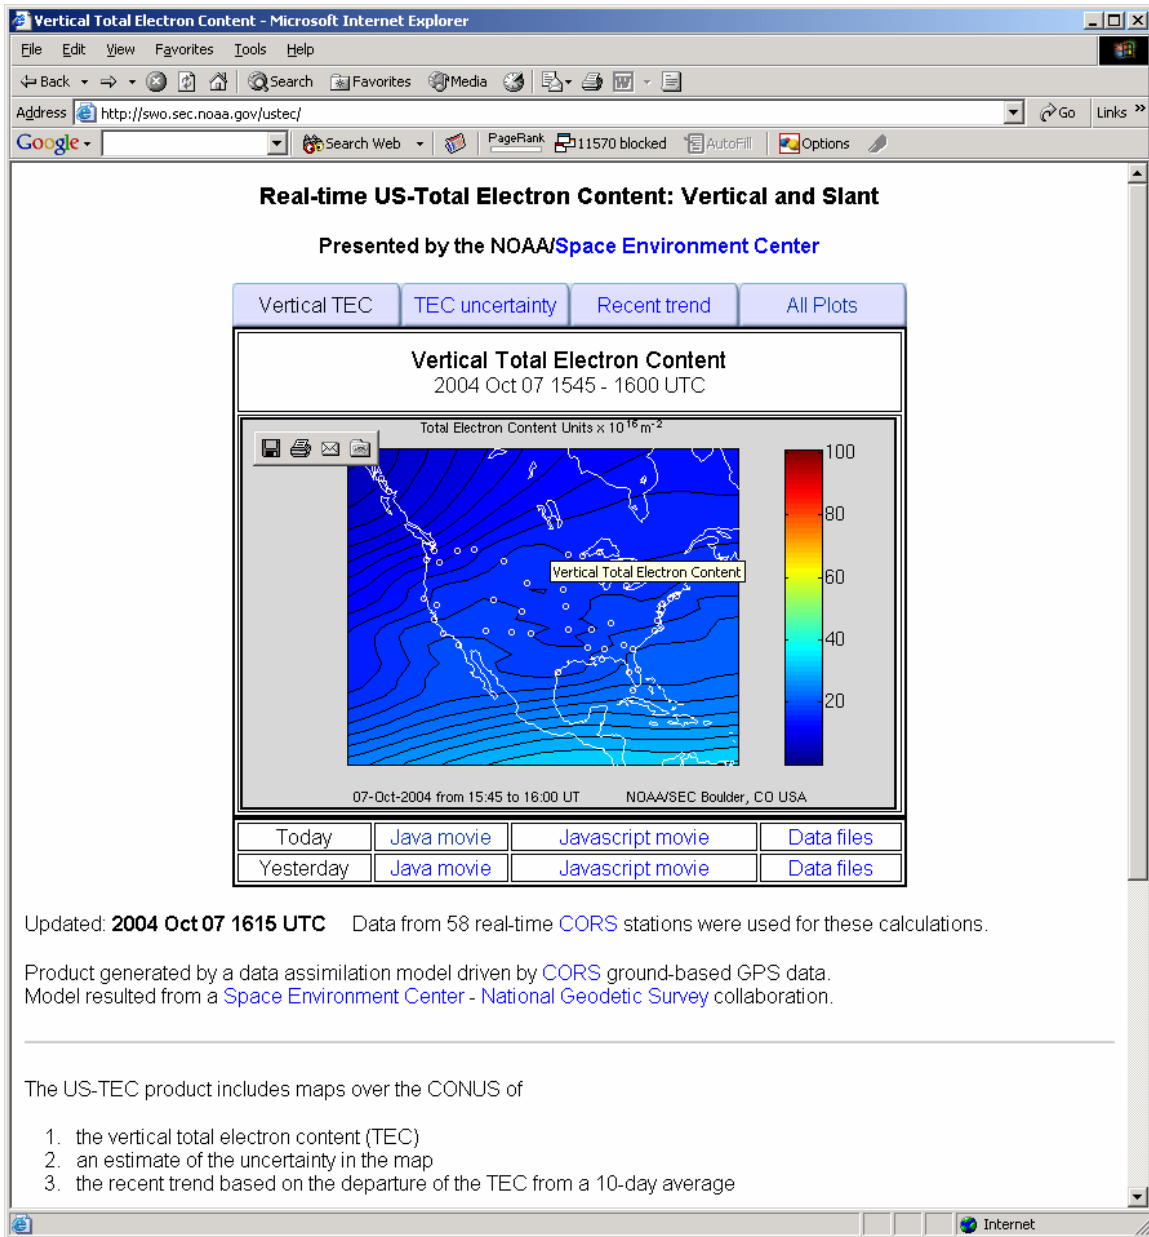 Vertical Total Electron Content - Microsoft Internet Explorer
File Edit View Favorites Tools Help
Back Search Favorites Media
Address http://swo.sec.noaa.gov/ustec/ Go Links »
Google Search Web PageRank 11570 blocked AutoFill Options
Real-time US-Total Electron Content: Vertical and Slant
Presented by the NOAA/Space Environment Center
Vertical TEC TEC uncertainty Recent trend All Plots
Vertical Total Electron Content
2004 Oct 07 1545 - 1600 UTC
Total Electron Content Units x 10^16 m^-2
100
80
60
40
20
Vertical Total Electron Content
07-Oct-2004 from 15:45 to 16:00 UT NOAA/SEC Boulder, CO USA
Today Java movie Javascript movie Data files
Yesterday Java movie Javascript movie Data files
Updated: 2004 Oct 07 1615 UTC Data from 58 real-time CORS stations were used for these calculations.
Product generated by a data assimilation model driven by CORS ground-based GPS data.
Model resulted from a Space Environment Center - National Geodetic Survey collaboration.
The US-TEC product includes maps over the CONUS of
1. the vertical total electron content (TEC)
2. an estimate of the uncertainty in the map
3. the recent trend based on the departure of the TEC from a 10-day average
Internet